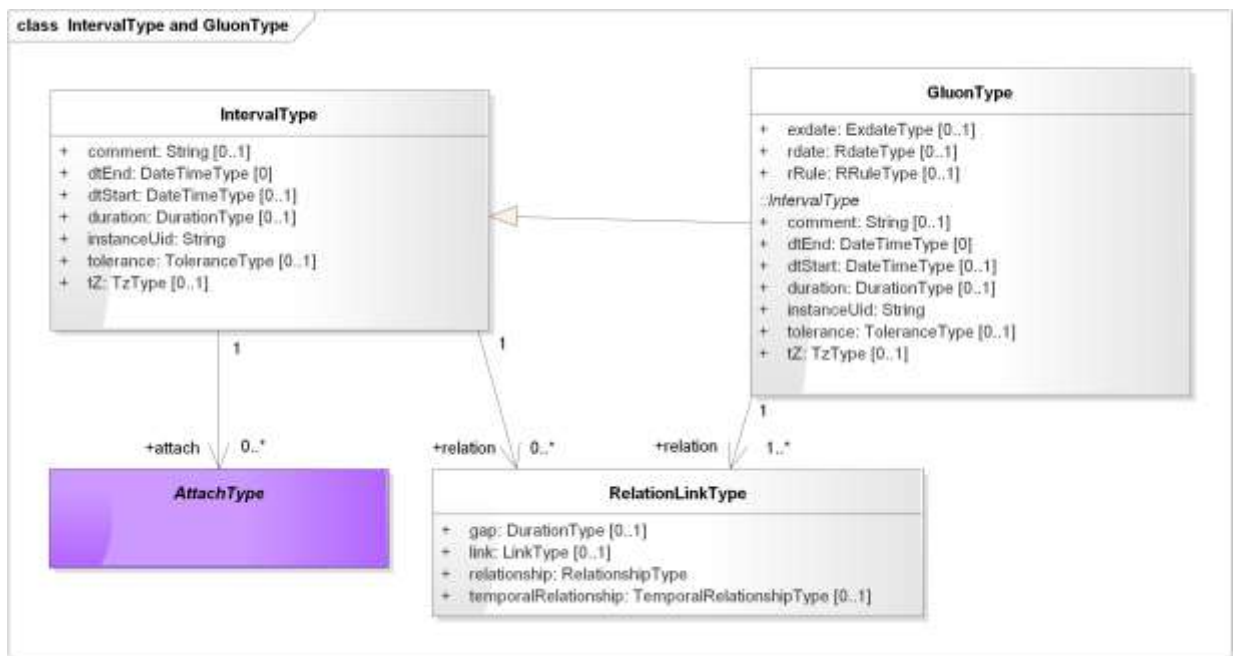 class IntervalType and GluonType
IntervalType
+ comment: String [0..1]
+ dtEnd: DateTimeType [0]
+ dtStart: DateTimeType [0..1]
+ duration: DurationType [0..1]
+ instanceUid: String
+ tolerance: ToleranceType [0..1]
+ tZ: TzType [0..1]
GluonType
+ exdate: ExdateType [0..1]
+ rdate: RdateType [0..1]
+ rRule: RRuleType [0..1]
::IntervalType
+ comment: String [0..1]
+ dtEnd: DateTimeType [0]
+ dtStart: DateTimeType [0..1]
+ duration: DurationType [0..1]
+ instanceUid: String
+ tolerance: ToleranceType [0..1]
+ tZ: TzType [0..1]
1
1
1
+attach 0..*
+relation 0..*
+relation 1..*
AttachType
RelationLinkType
+ gap: DurationType [0..1]
+ link: LinkType [0..1]
+ relationship: RelationshipType
+ temporalRelationship: TemporalRelationshipType [0..1]